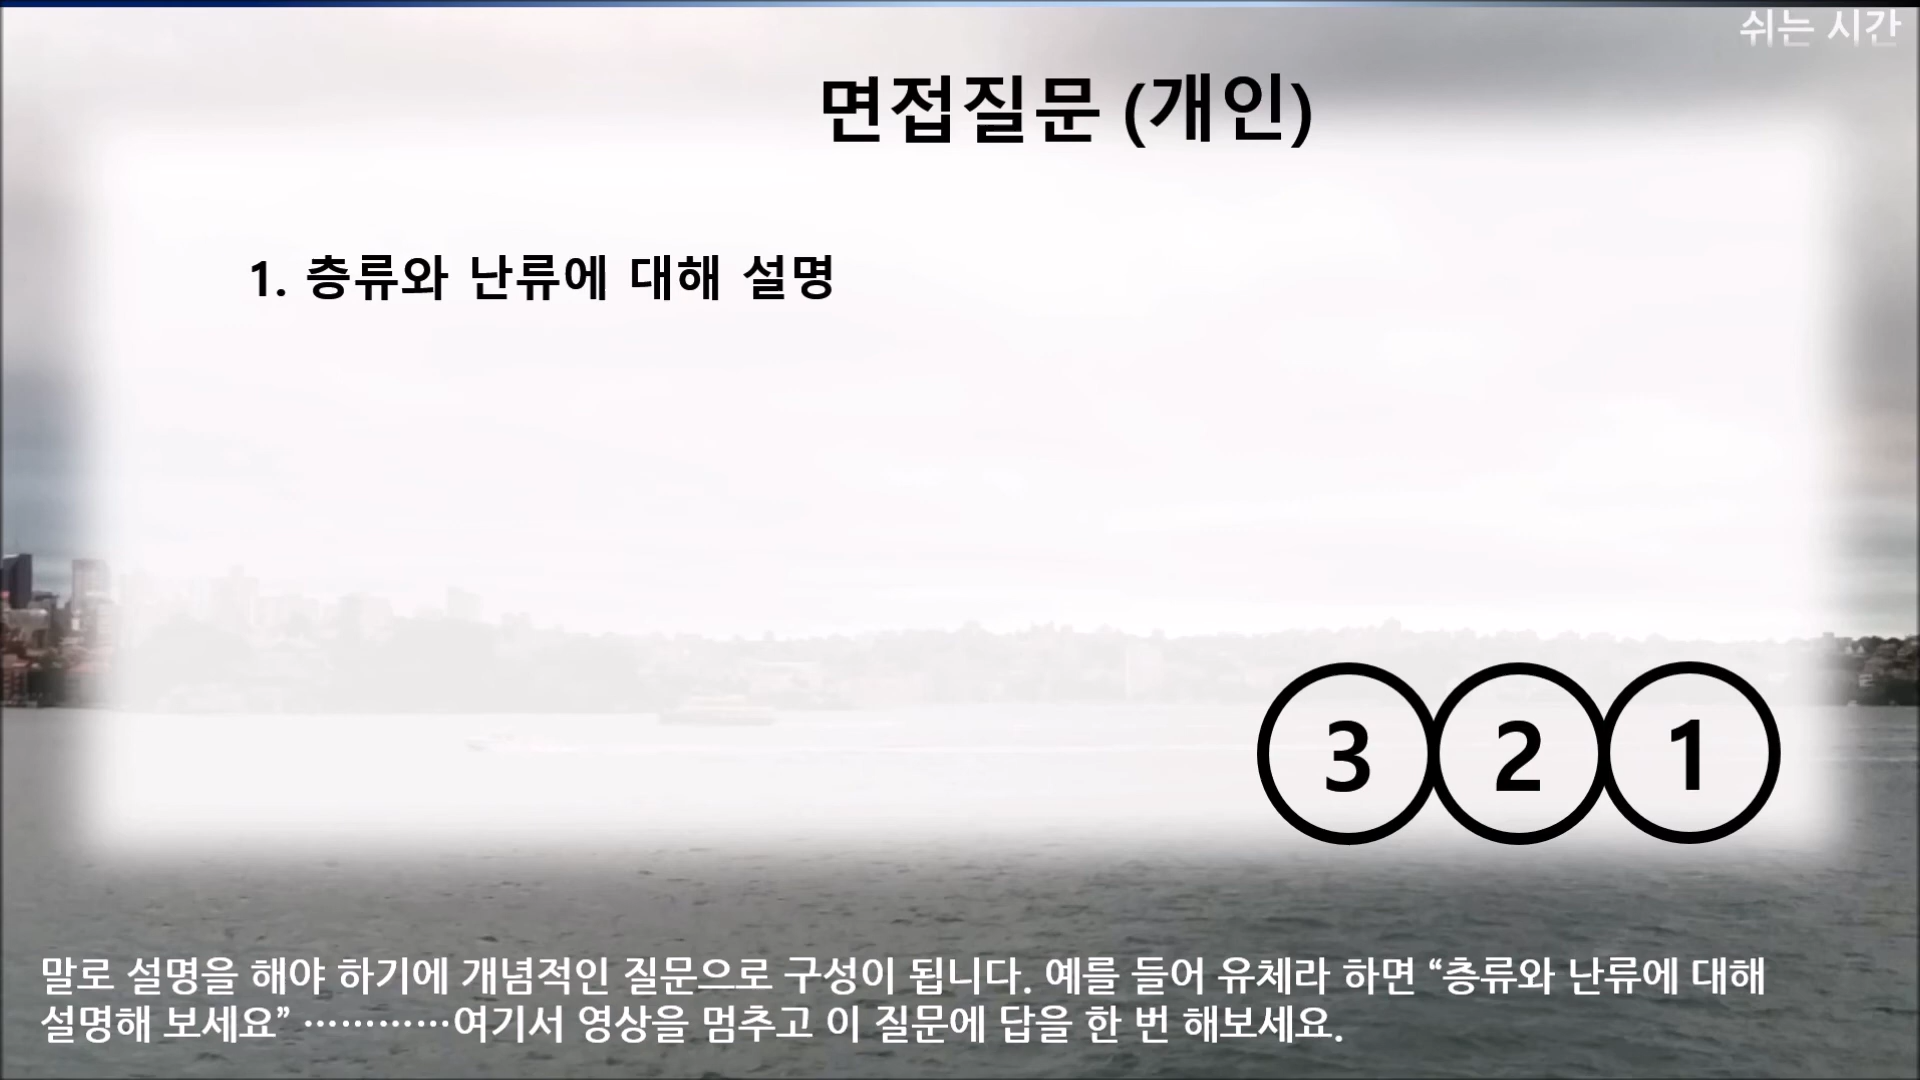 쉬는 시간
면접질문 (개인)
1. 층류와 난류에 대해 설명
3 2 1
말로 설명을 해야 하기에 개념적인 질문으로 구성이 됩니다. 예를 들어 유체라 하면 “층류와 난류에 대해
설명해 보세요” …………여기서 영상을 멈추고 이 질문에 답을 한 번 해보세요.